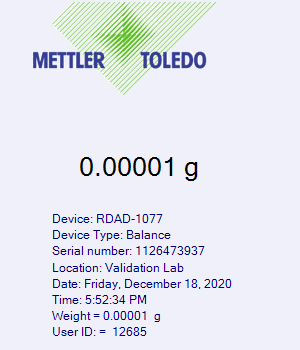 METTLER TOLEDO
0.00001 g
Device: RDAD-1077
Device Type: Balance
Serial number: 1126473937
Location: Validation Lab
Date: Friday, December 18, 2020
Time: 5:52:34 PM
Weight = 0.00001  g
User ID: =  12685